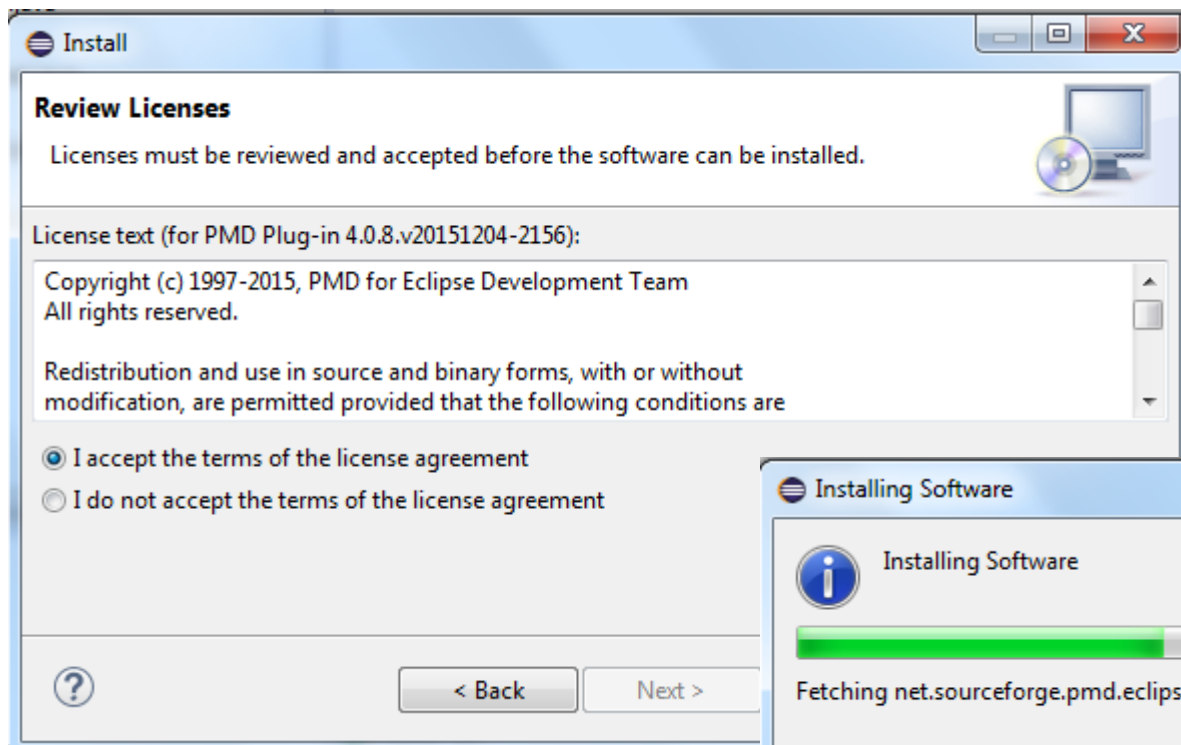 Install
Review Licenses
Licenses must be reviewed and accepted before the software can be installed.
License text (for PMD Plug-in 4.0.8.v20151204-2156):
Copyright (c) 1997-2015, PMD for Eclipse Development Team
All rights reserved.
Redistribution and use in source and binary forms, with or without
modification, are permitted provided that the following conditions are
I accept the terms of the license agreement
I do not accept the terms of the license agreement
< Back
Next >
Installing Software
Installing Software
Fetching net.sourceforge.pmd.eclips